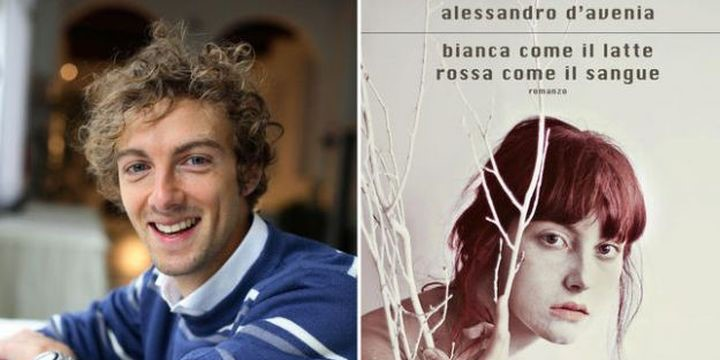 alessandro d'avenia
bianca come il latte
rossa come il sangue
romanzo